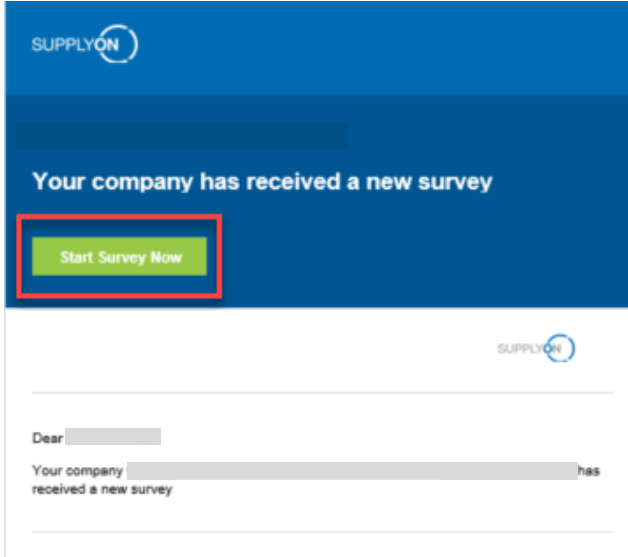 SUPPLYON
Your company has received a new survey
Start Survey Now
SUPPLYON
Dear
Your company has
received a new survey